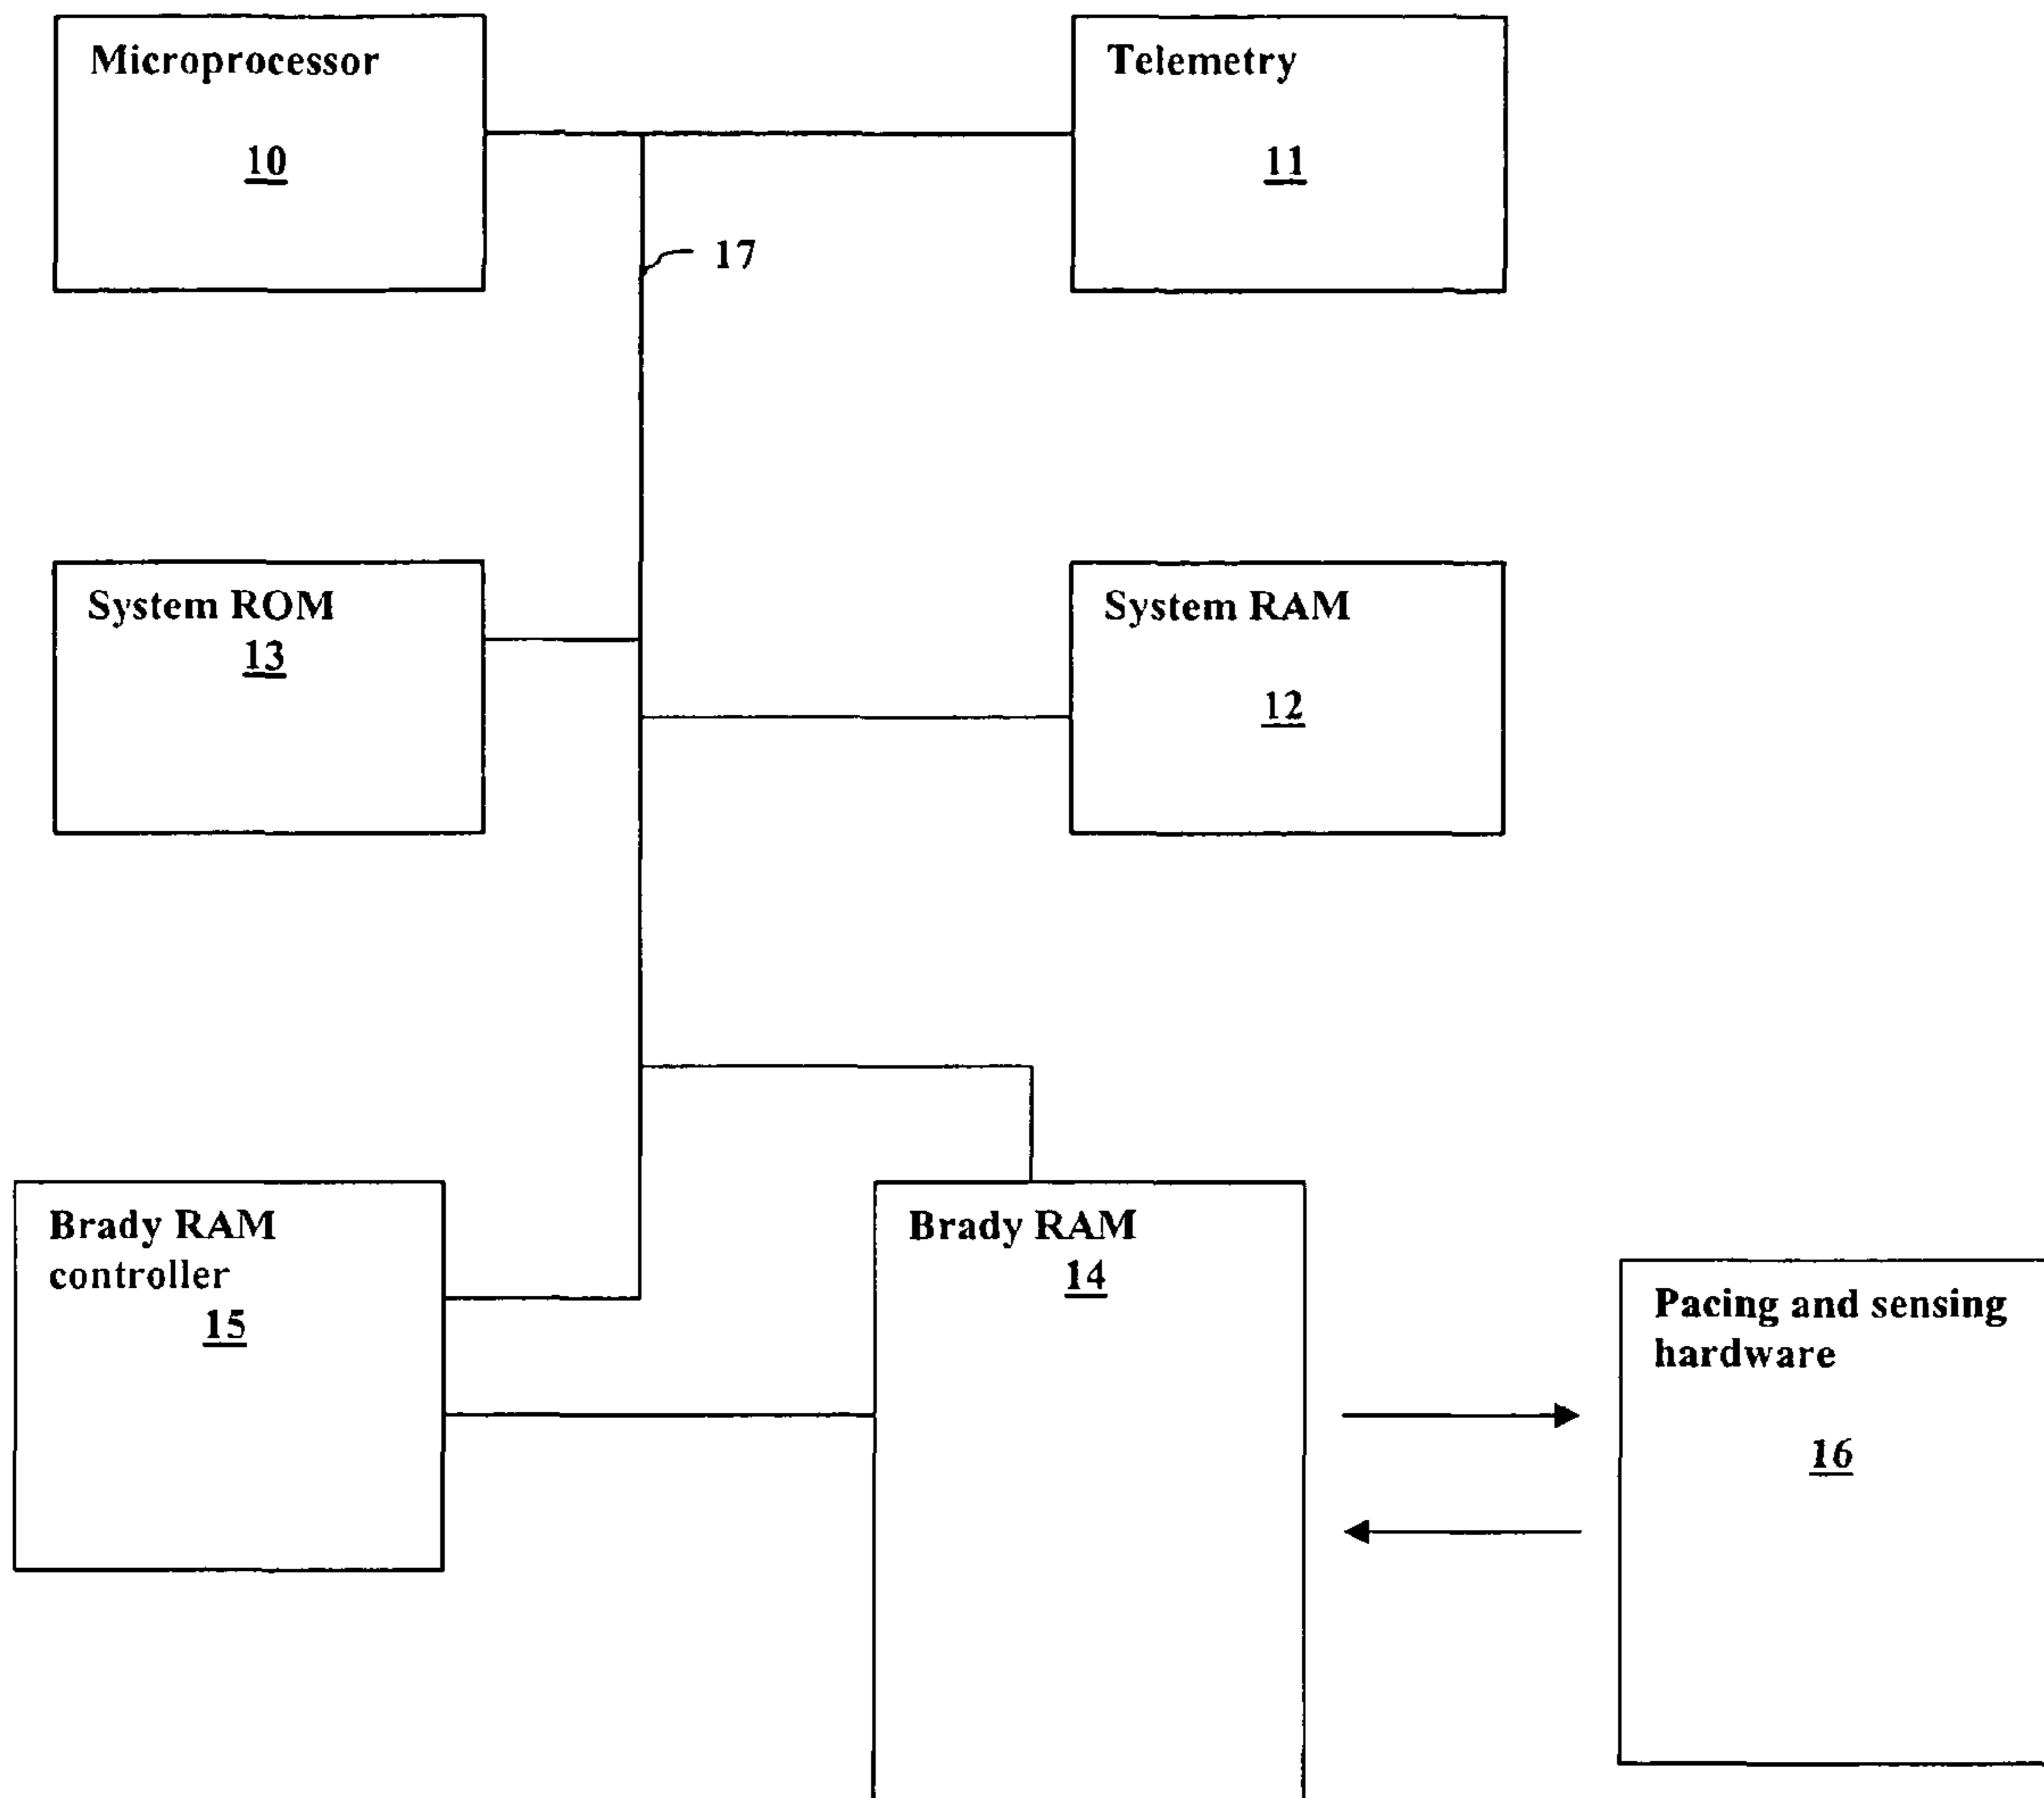 Microprocessor
10
Telemetry
11
17
System ROM
13
System RAM
12
Brady RAM
controller
15
Brady RAM
14
Pacing and sensing
hardware
16